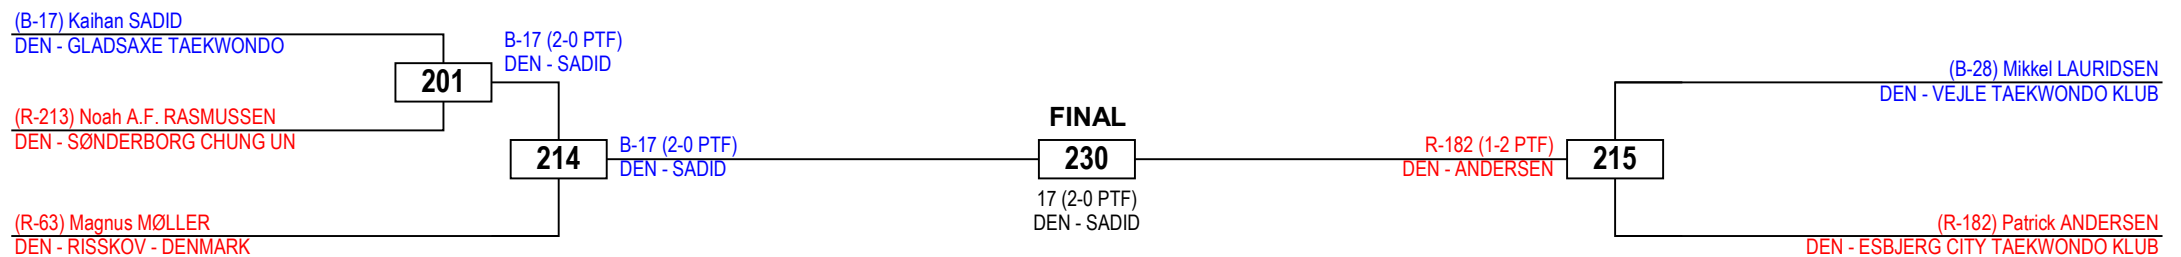 (B-17) Kaihan SADID
DEN - GLADSAXE TAEKWONDO
201
(R-213) Noah A.F. RASMUSSEN
DEN - SØNDERBORG CHUNG UN
B-17 (2-0 PTF)
DEN - SADID
214
(R-63) Magnus MØLLER
DEN - RISSKOV - DENMARK
B-17 (2-0 PTF)
DEN - SADID
FINAL
230
17 (2-0 PTF)
DEN - SADID
R-182 (1-2 PTF)
DEN - ANDERSEN
215
(B-28) Mikkel LAURIDSEN
DEN - VEJLE TAEKWONDO KLUB
(R-182) Patrick ANDERSEN
DEN - ESBJERG CITY TAEKWONDO KLUB